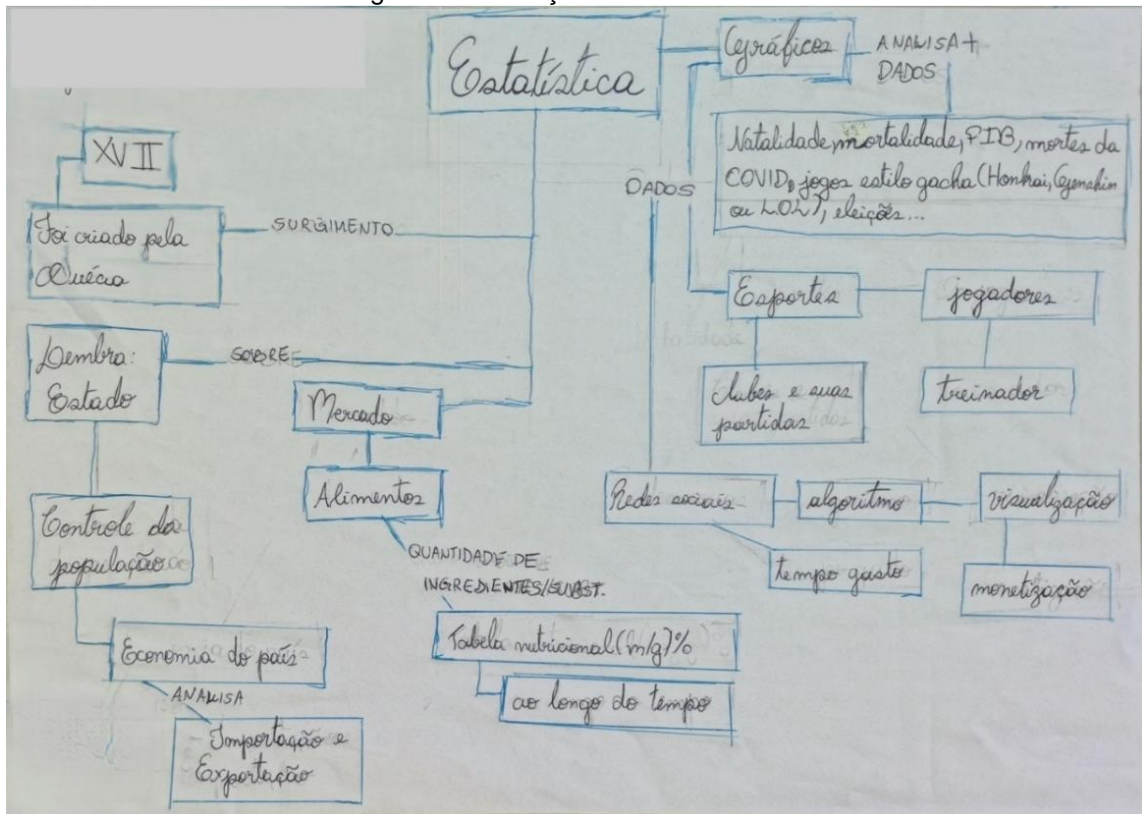 Estatística
Gráficos
ANALISA+
DADOS
Natalidade, mortalidade, PIB, mortes da
COVID, jogos estilo gacha (Honkai, Genshin
ou LOL), eleições...
DADOS
XVII
Foi criado pela
Suécia
SURGIMENTO
Esportes
jogadores
clubes e suas
partidas
treinador
Lembra:
Estado
SOBRE
Mercado
Alimentos
Redes sociais
algoritmo
visualização
tempo gasto
monetização
Controle da
população
QUANTIDADE DE
INGREDIENTES/SUBST.
Tabela nutricional (m/g)%
ao longo do tempo
Economia do país
ANALISA
Importação e
Exportação